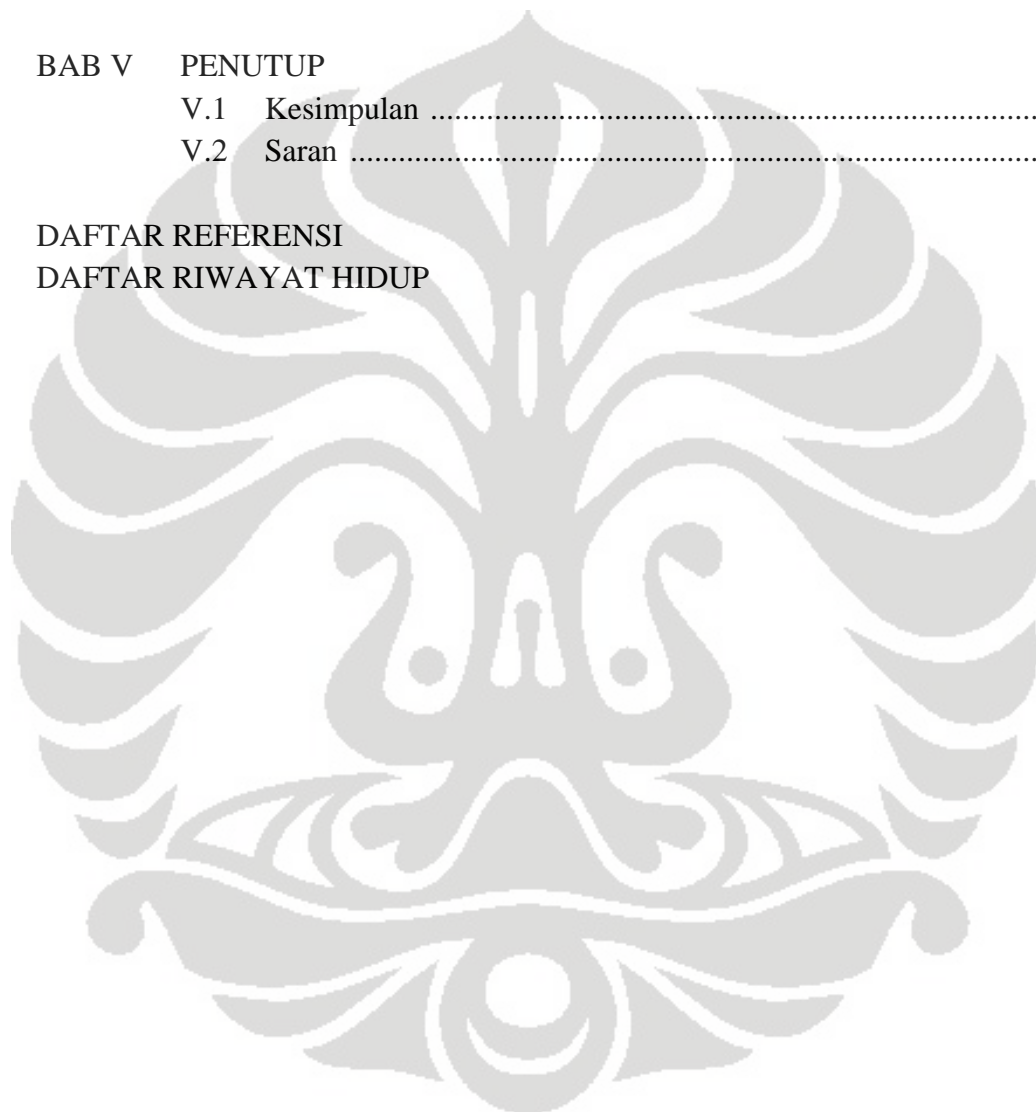 BAB V PENUTUP
V.1 Kesimpulan ................................................................................
V.2 Saran ..........................................................................................
DAFTAR REFERENSI
DAFTAR RIWAYAT HIDUP